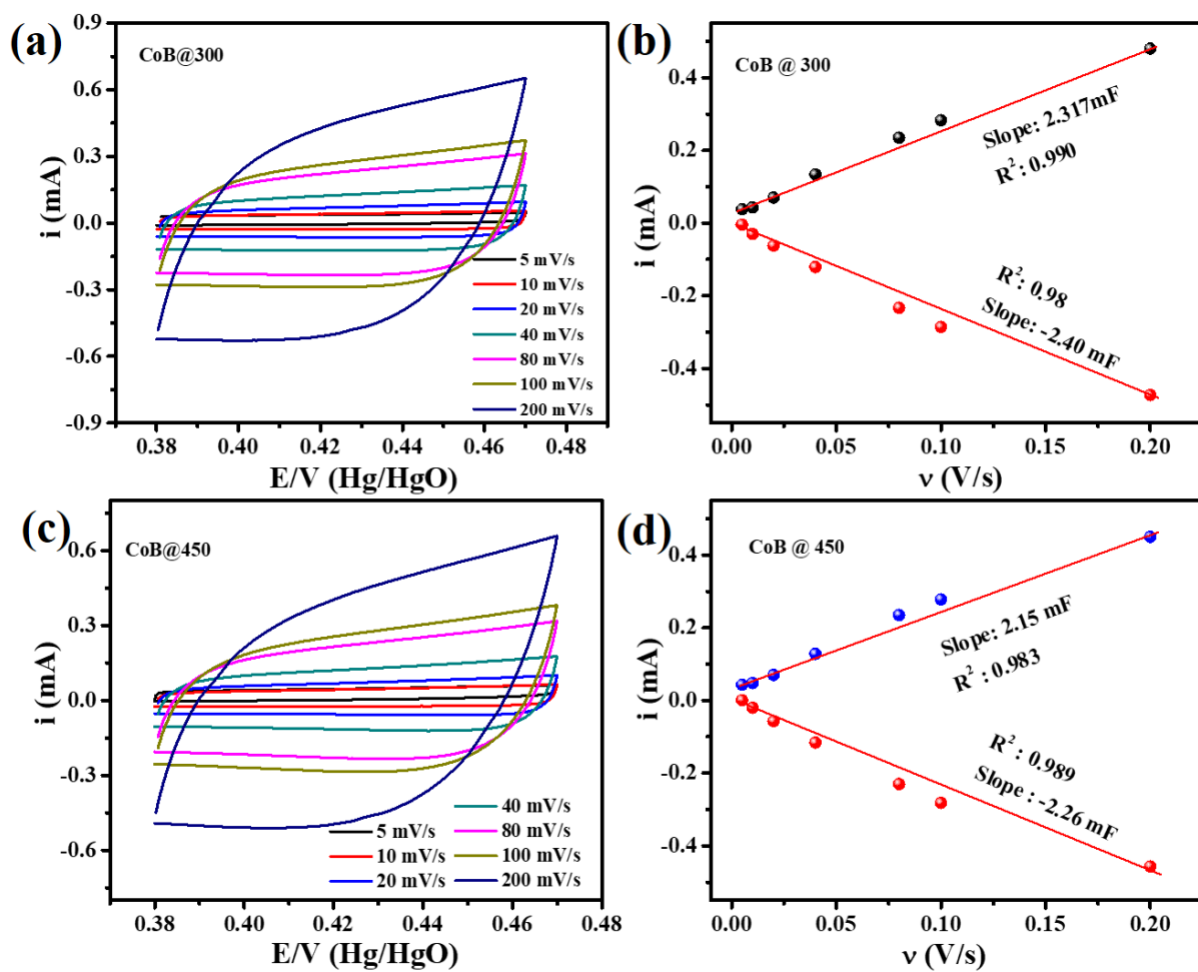 (a)
CoB@300
0.9
0.6
0.3
0.0
-0.3
-0.6
-0.9
i (mA)
5 mV/s
10 mV/s
20 mV/s
40 mV/s
80 mV/s
100 mV/s
200 mV/s
0.38 0.40 0.42 0.44 0.46 0.48
E/V (Hg/HgO)
(b)
CoB @ 300
0.4
0.2
0.0
-0.2
-0.4
i (mA)
Slope: 2.317mF
R²: 0.990
R²: 0.98
Slope: -2.40 mF
0.00 0.05 0.10 0.15 0.20
ν (V/s)
(c)
CoB@450
0.6
0.3
0.0
-0.3
-0.6
i (mA)
5 mV/s
10 mV/s
20 mV/s
40 mV/s
80 mV/s
100 mV/s
200 mV/s
0.38 0.40 0.42 0.44 0.46 0.48
E/V (Hg/HgO)
(d)
CoB @ 450
0.4
0.2
0.0
-0.2
-0.4
i (mA)
Slope: 2.15 mF
R²: 0.983
R²: 0.989
Slope : -2.26 mF
0.00 0.05 0.10 0.15 0.20
ν (V/s)